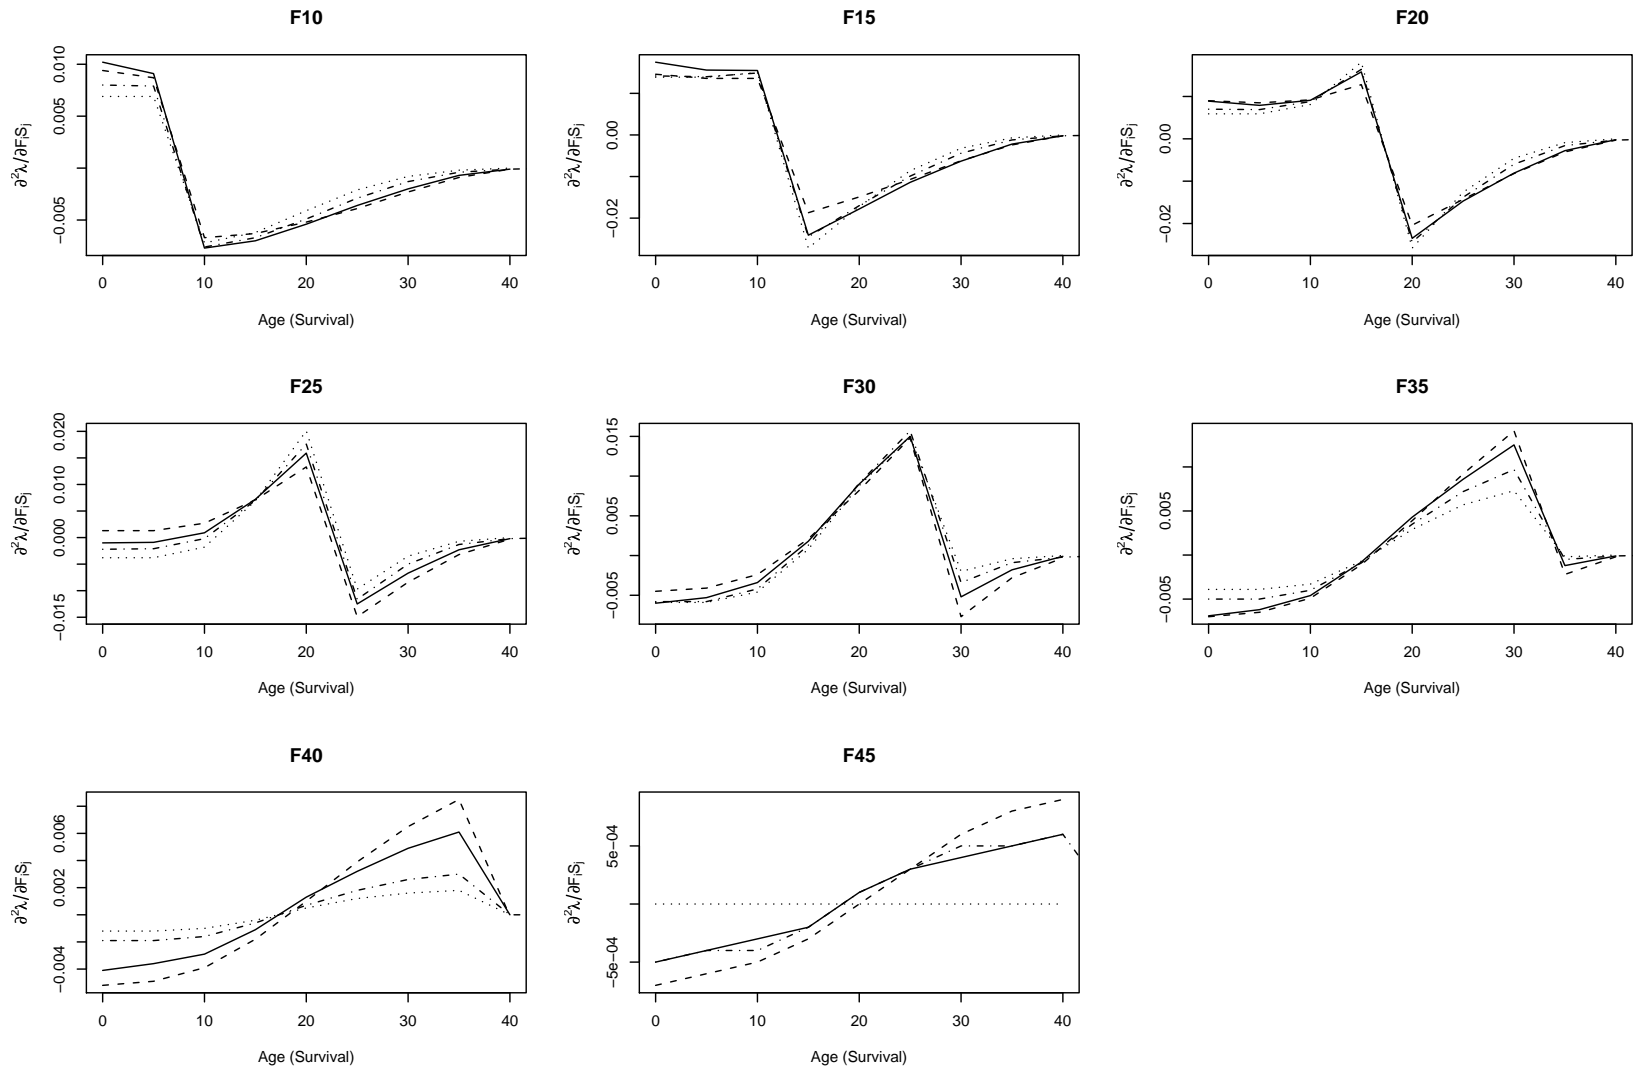 F10
∂²λ/∂FᵢSⱼ
0.010
0.005
−0.005
0 10 20 30 40
Age (Survival)
F15
∂²λ/∂FᵢSⱼ
0.00
−0.02
0 10 20 30 40
Age (Survival)
F20
∂²λ/∂FᵢSⱼ
0.00
−0.02
0 10 20 30 40
Age (Survival)
F25
∂²λ/∂FᵢSⱼ
0.020
0.010
0.000
−0.015
0 10 20 30 40
Age (Survival)
F30
∂²λ/∂FᵢSⱼ
0.015
0.005
−0.005
0 10 20 30 40
Age (Survival)
F35
∂²λ/∂FᵢSⱼ
0.005
−0.005
0 10 20 30 40
Age (Survival)
F40
∂²λ/∂FᵢSⱼ
0.006
0.002
−0.004
0 10 20 30 40
Age (Survival)
F45
∂²λ/∂FᵢSⱼ
5e−04
−5e−04
0 10 20 30 40
Age (Survival)